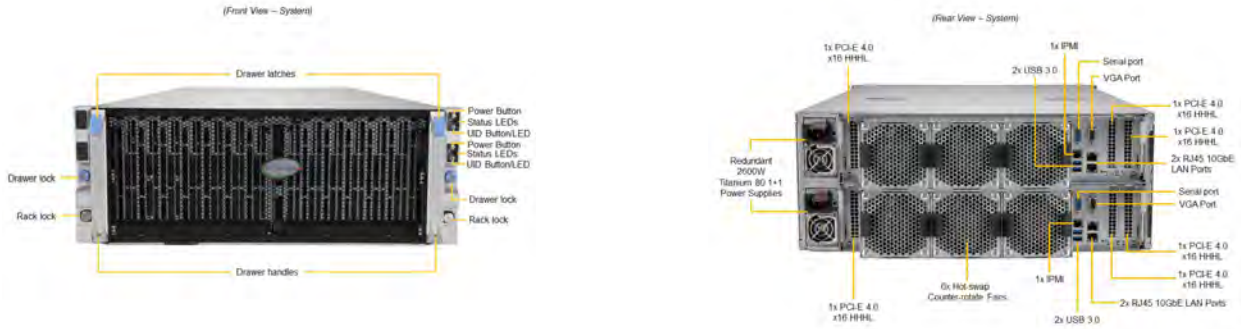 (Front View – System)
Drawer latches
Power Button
Status LEDs
UID Button/LED
Power Button
Status LEDs
UID Button/LED
Drawer lock
Drawer lock
Rack lock
Rack lock
Drawer handles
(Rear View – System)
1x PCI-E 4.0
x16 HHHL
1x IPMI
2x USB 3.0
Serial port
VGA Port
1x PCI-E 4.0
x16 HHHL
1x PCI-E 4.0
x16 HHHL
2x RJ45 10GbE
LAN Ports
Redundant
2600W
Titanium 80 1+1
Power Supplies
Serial port
VGA Port
1x PCI-E 4.0
x16 HHHL
1x PCI-E 4.0
x16 HHHL
2x RJ45 10GbE LAN Ports
1x IPMI
2x USB 3.0
6x Hot-swap
Counter-rotate Fans
1x PCI-E 4.0
x16 HHHL